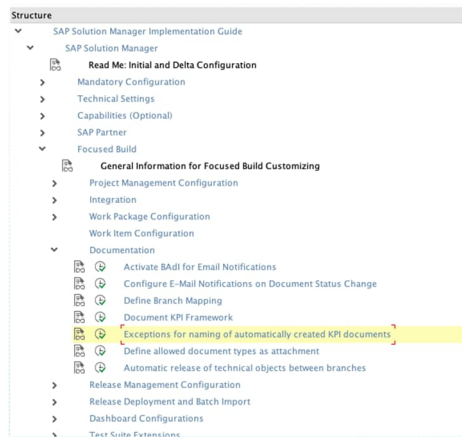 Structure
SAP Solution Manager Implementation Guide
SAP Solution Manager
Read Me: Initial and Delta Configuration
Mandatory Configuration
Technical Settings
Capabilities (Optional)
SAP Partner
Focused Build
General Information for Focused Build Customizing
Project Management Configuration
Integration
Work Package Configuration
Work Item Configuration
Documentation
Activate BAdI for Email Notifications
Configure E-Mail Notifications on Document Status Change
Define Branch Mapping
Document KPI Framework
Exceptions for naming of automatically created KPI documents
Define allowed document types as attachment
Automatic release of technical objects between branches
Release Management Configuration
Release Deployment and Batch Import
Dashboard Configurations
Test Suite Extensions